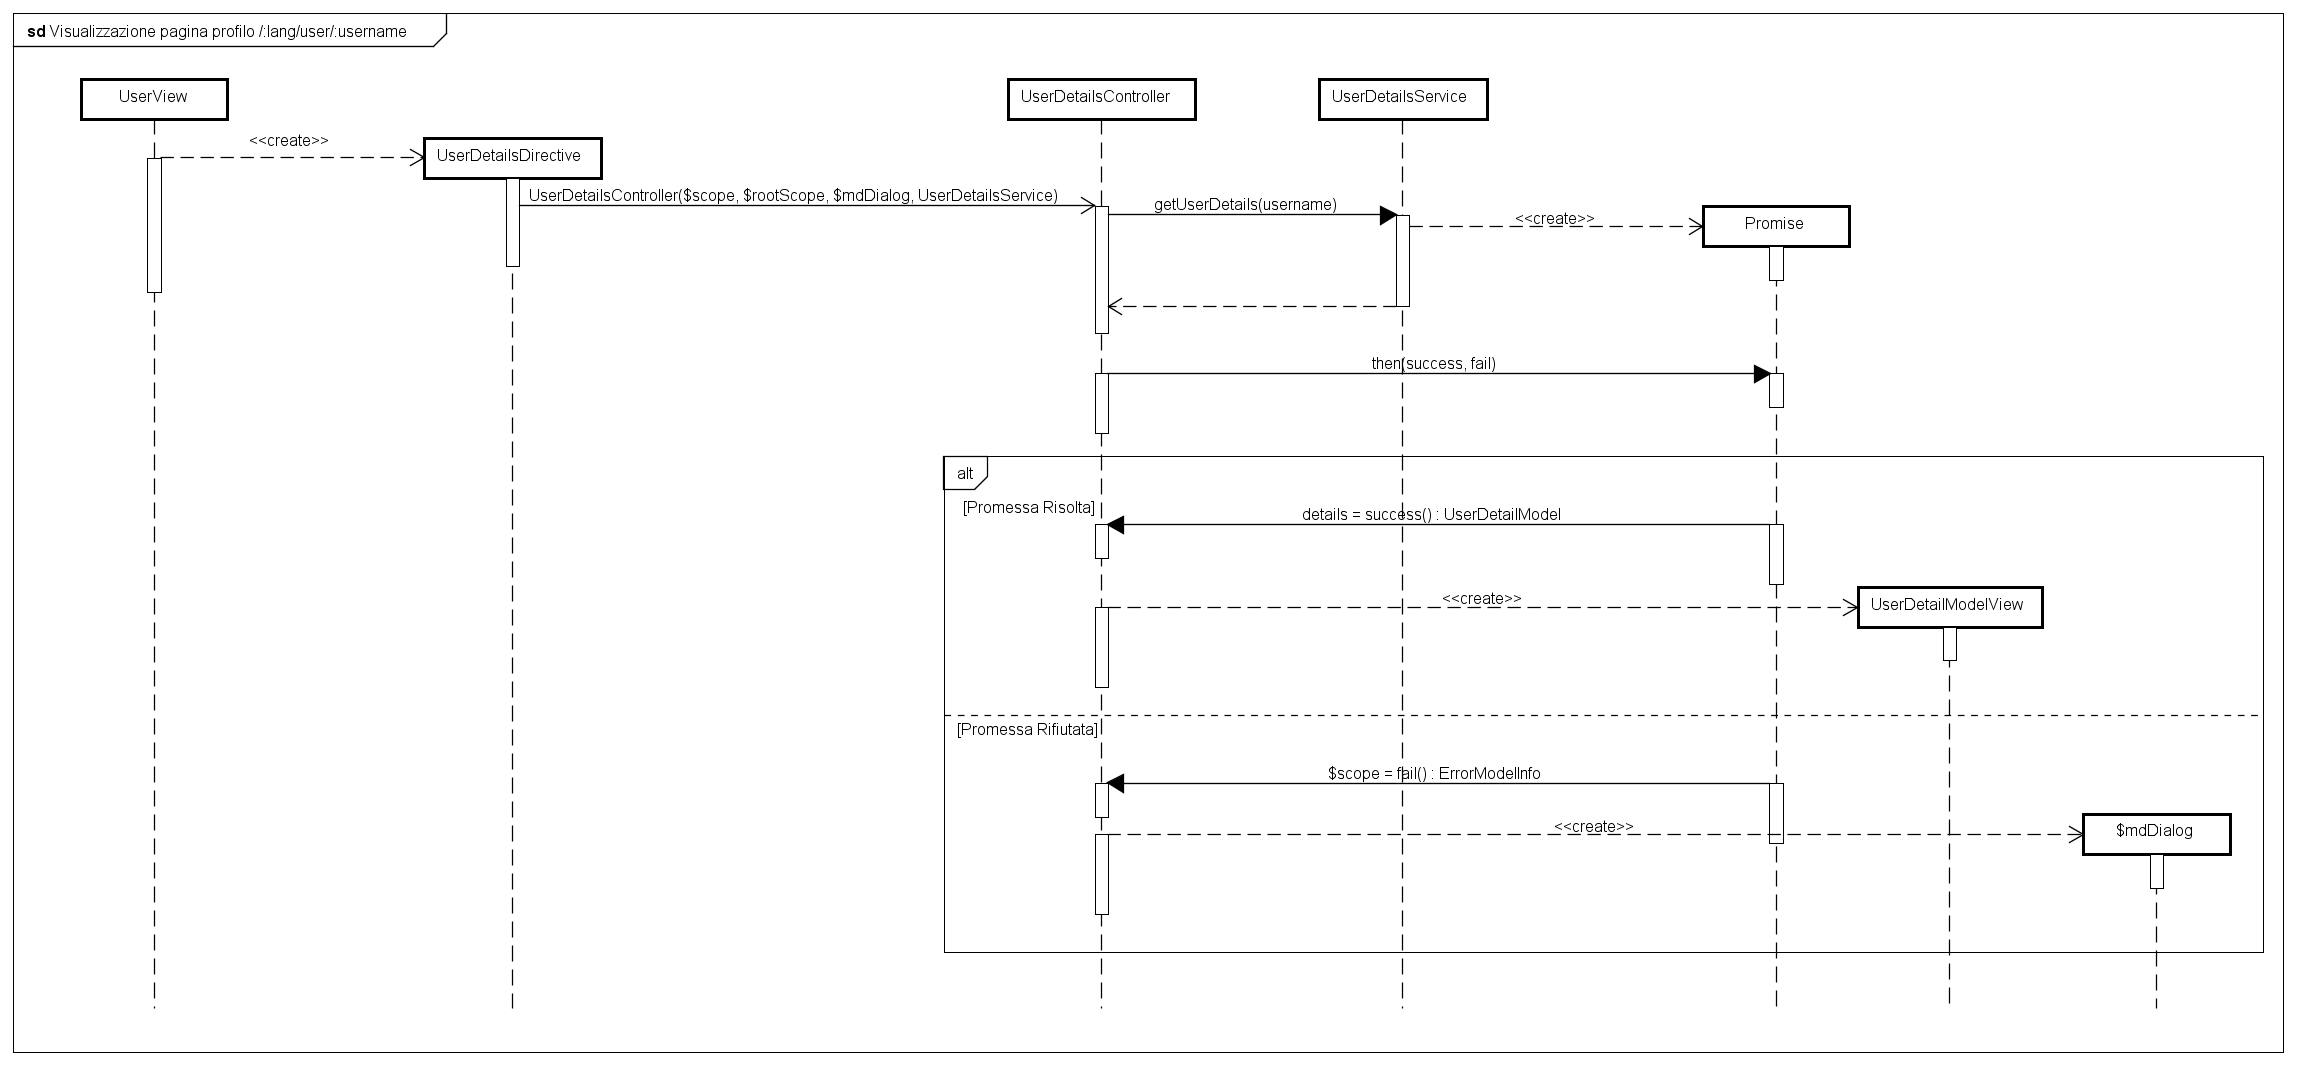 sd Visualizzazione pagina profilo /:lang/user/:username
UserView
UserDetailsController
UserDetailsService
<<create>>
UserDetailsDirective
UserDetailsController($scope, $rootScope, $mdDialog, UserDetailsService)
getUserDetails(username)
<<create>>
Promise
then(success, fail)
alt
[Promessa Risolta]
details = success() : UserDetailModel
<<create>>
UserDetailModelView
[Promessa Rifiutata]
$scope = fail() : ErrorModelInfo
<<create>>
$mdDialog